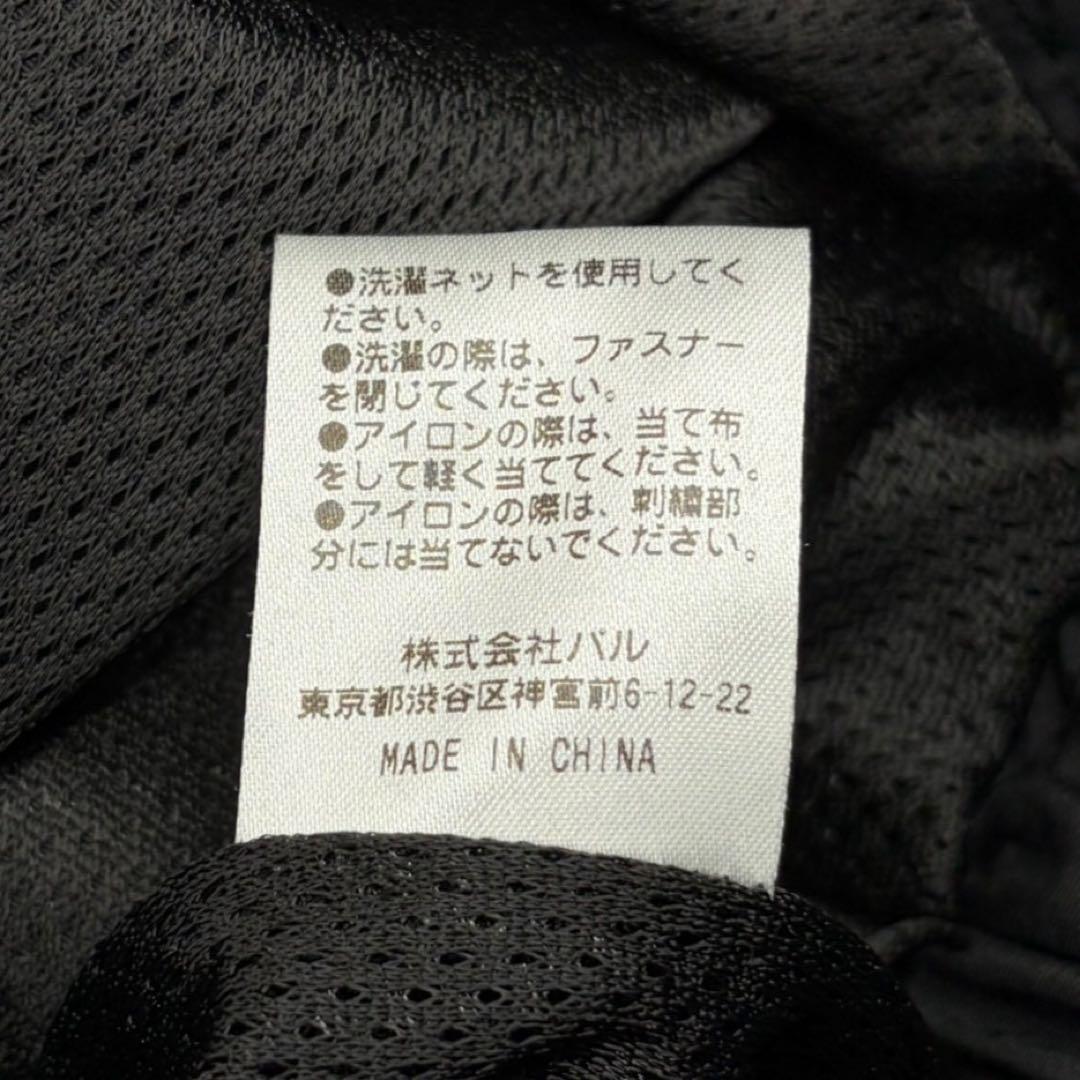 ●洗濯ネットを使用してく
ださい。
●洗濯の際は、ファスナー
を閉じてください。
●アイロンの際は、当て布
をして軽く当ててください。
●アイロンの際は、刺繍部
分には当てないでください。
株式会社パル
東京都渋谷区神宮前6-12-22
MADE IN CHINA